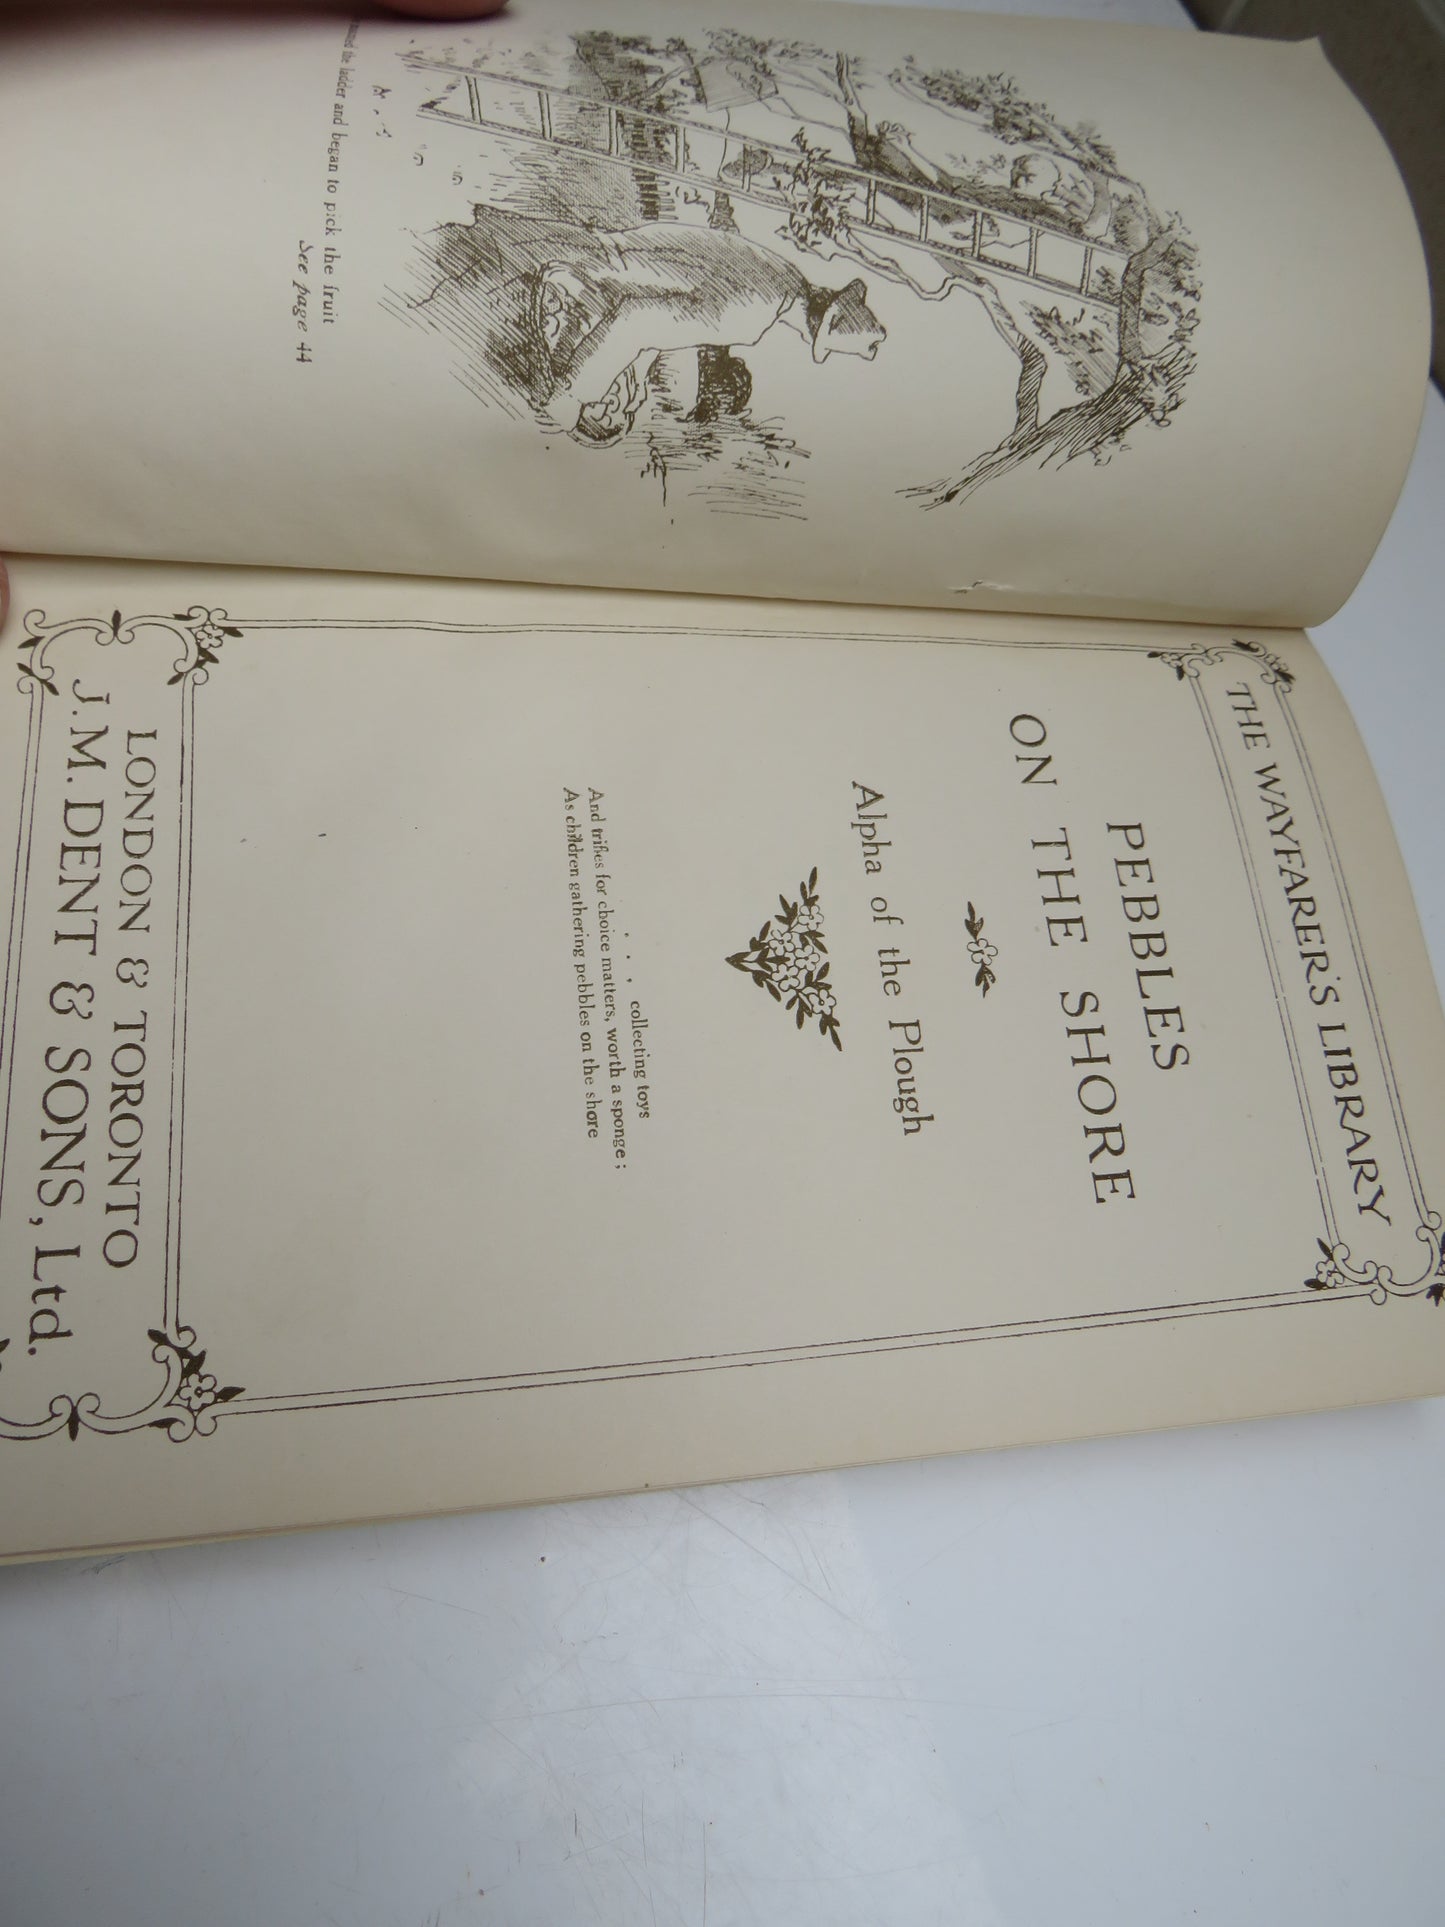 the ladder and began to pick the fruit
See page 44
THE WAYFARER'S LIBRARY
PEBBLES
ON THE SHORE
Alpha of the Plough
. . , collecting toys
And trifles for choice matters, worth a sponge;
As children gathering pebbles on the shore
LONDON & TORONTO
J. M. DENT & SONS, Ltd.